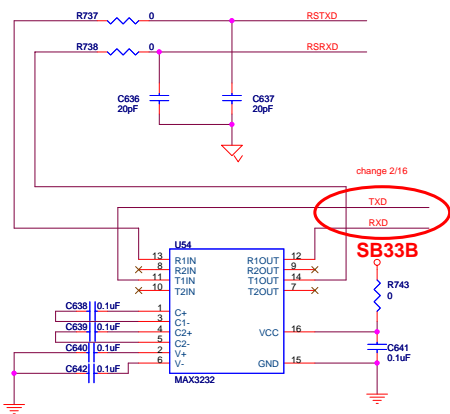 R737 0 RSTXD
R738 0 RSRXD
C636 C637
20pF 20pF
change 2/16
TXD
RXD
U54 SB33B
13 R1IN R1OUT 12
8 R2IN R2OUT 9
11 T1IN T1OUT 14
10 T2IN T2OUT 7
R743
0
C638 0.1uF 1 C+
3 C1-
C639 0.1uF 4 C2+ VCC 16
5 C2-
C640 0.1uF 2 V+ C641
C642 0.1uF 6 V- GND 15 0.1uF
MAX3232